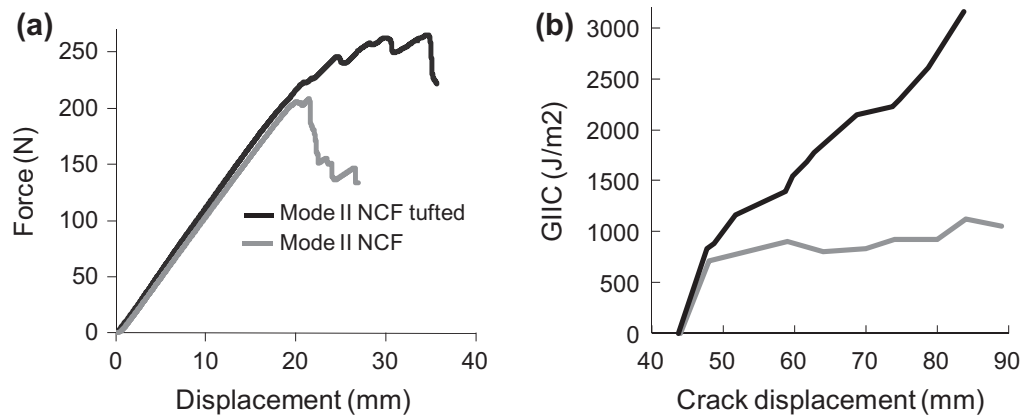 (a)
Force (N)
250
200
150
100
50
0
0 10 20 30 40
Displacement (mm)
Mode II NCF tufted
Mode II NCF
(b)
GIIC (J/m2)
3000
2500
2000
1500
1000
500
0
40 50 60 70 80 90
Crack displacement (mm)